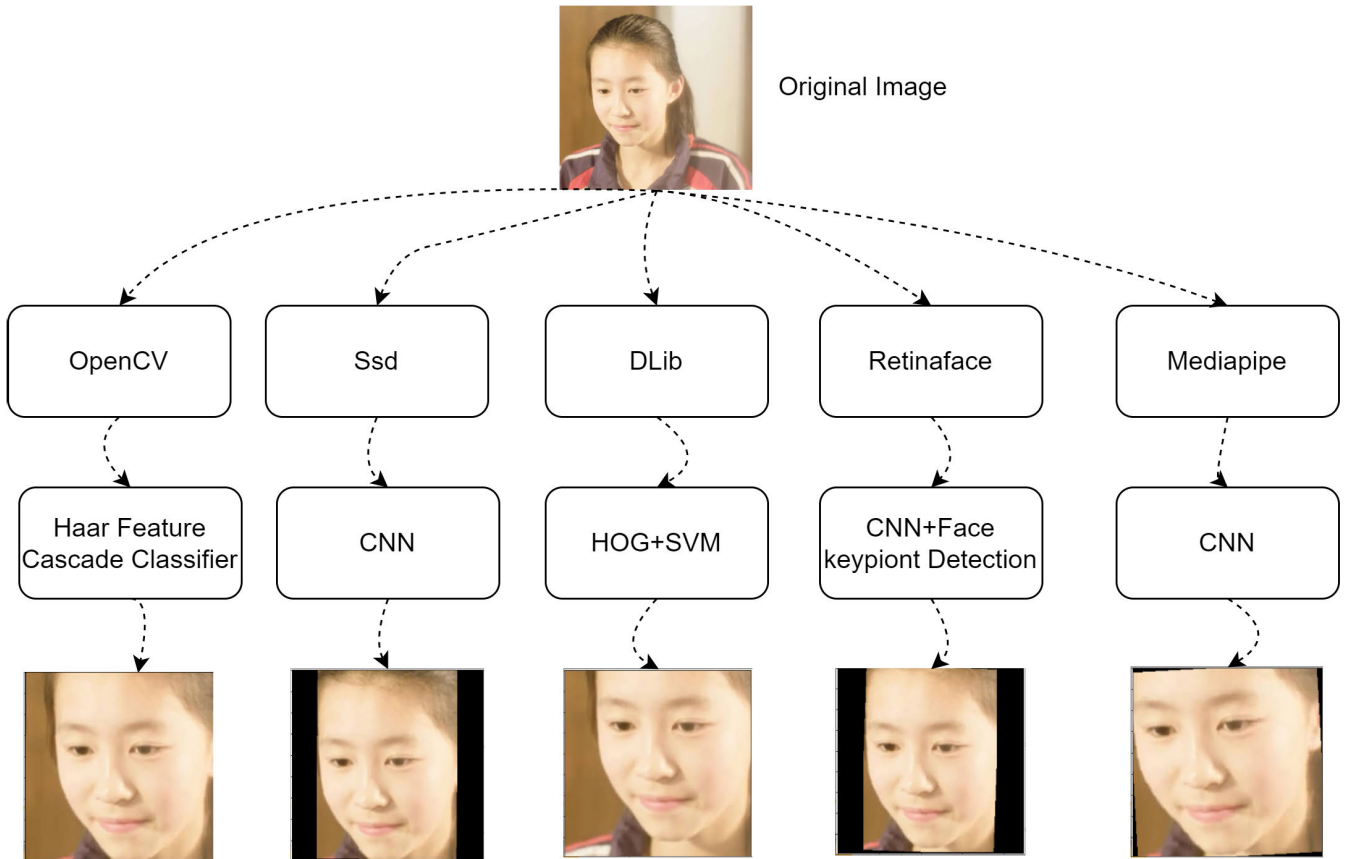 Original Image
OpenCV
Ssd
DLib
Retinaface
Mediapipe
Haar Feature
Cascade Classifier
CNN
HOG+SVM
CNN+Face
keypiont Detection
CNN